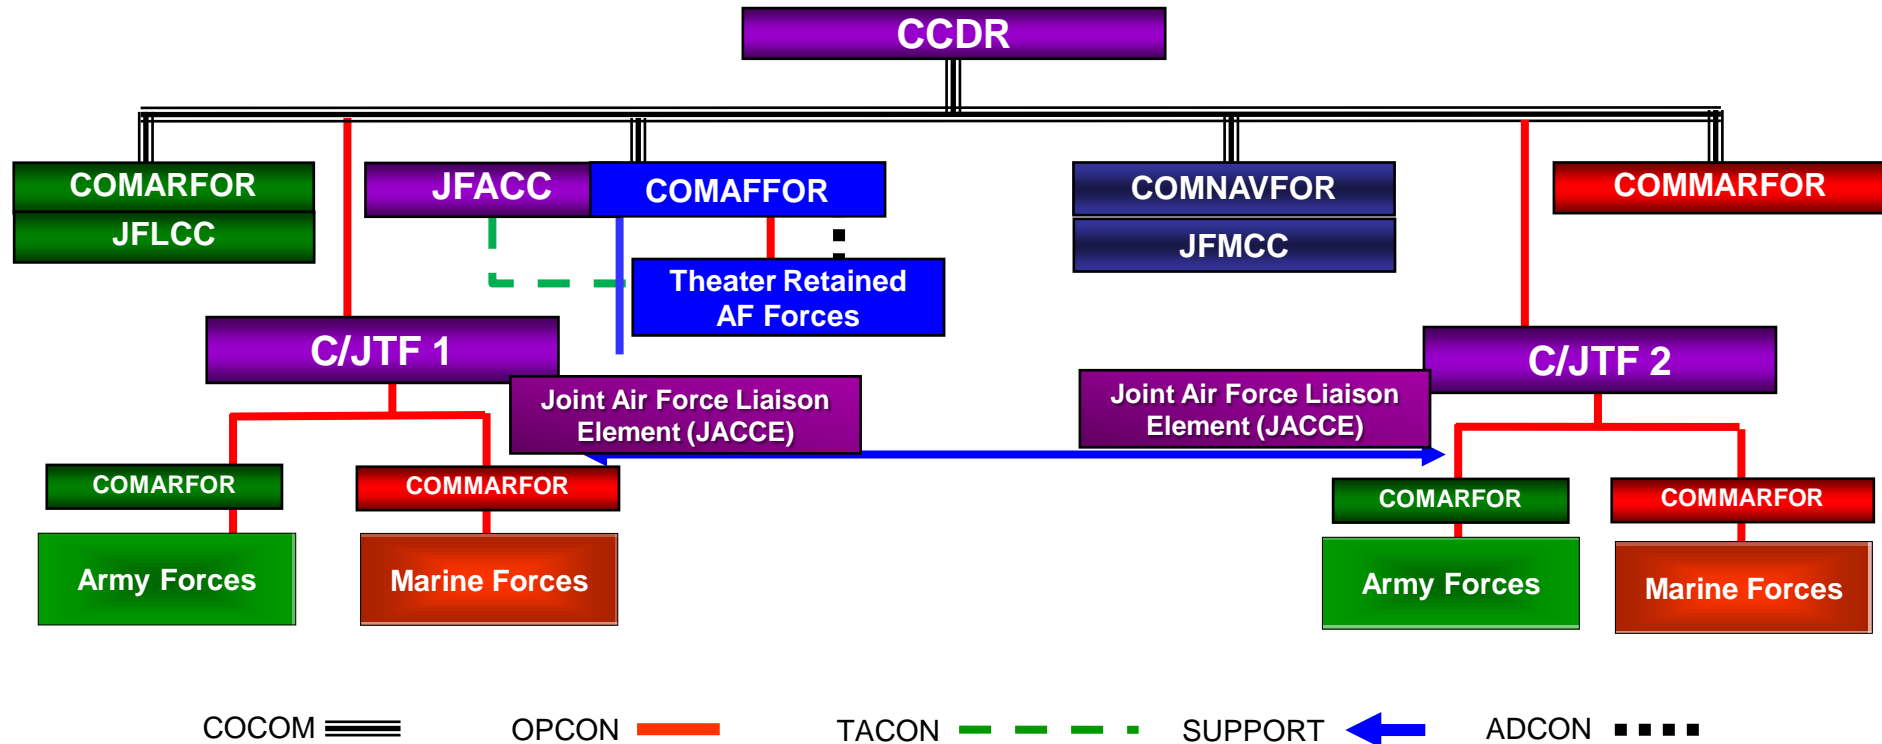 CCDR
COMARFOR
JFLCC
JFACC
COMAFFOR
COMNAVFOR
JFMCC
COMMARFOR
Theater Retained
AF Forces
C/JTF 1
C/JTF 2
Joint Air Force Liaison
Element (JACCE)
Joint Air Force Liaison
Element (JACCE)
COMARFOR
COMMARFOR
COMARFOR
COMMARFOR
Army Forces
Marine Forces
Army Forces
Marine Forces
COCOM
OPCON
TACON
SUPPORT
ADCON